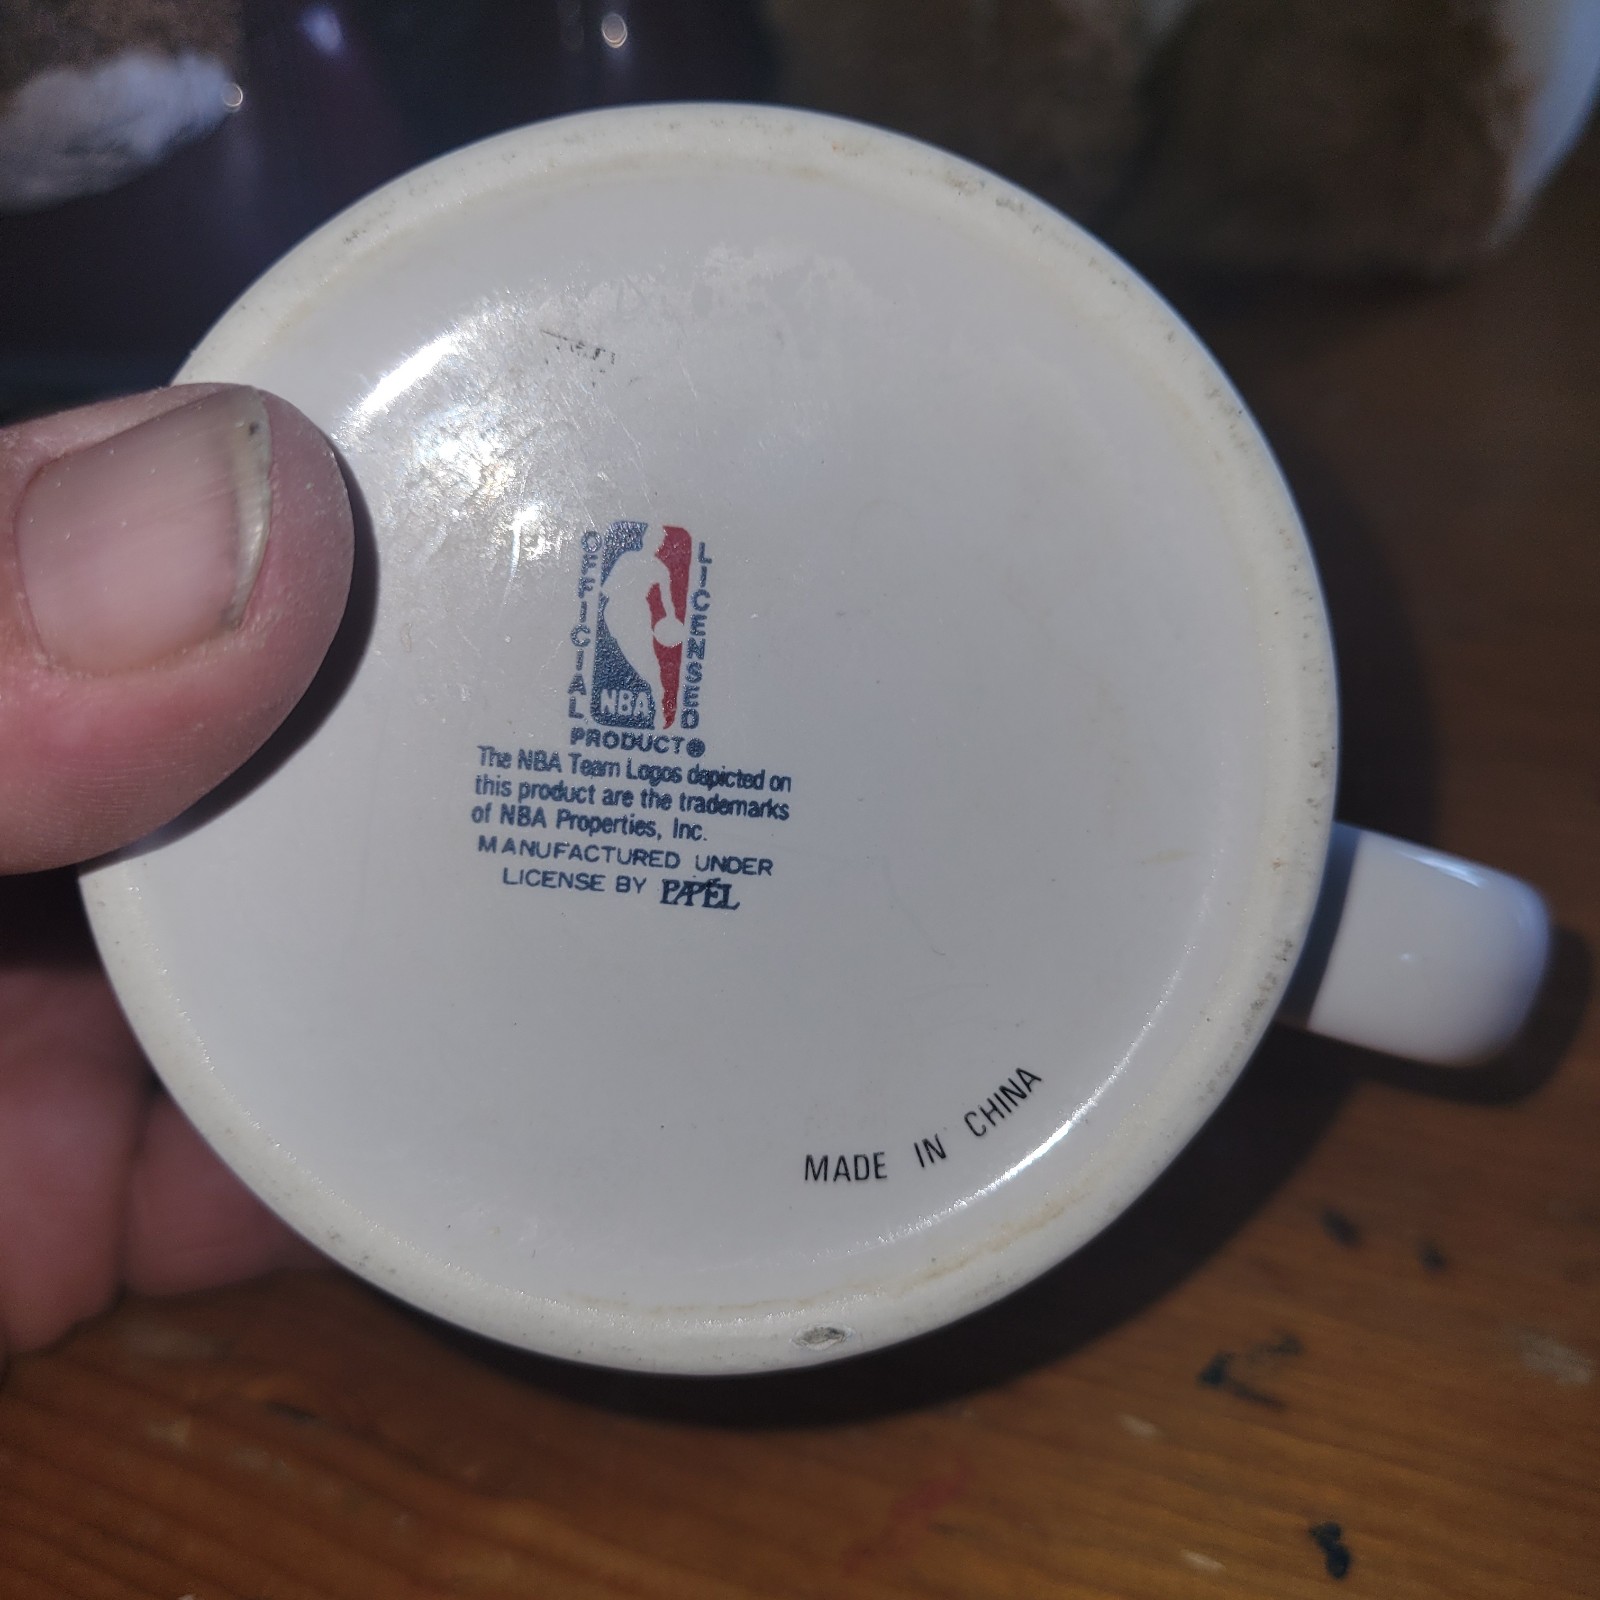 OFFICIAL
LICENSED
NBA
PRODUCT®
The NBA Team Logos depicted on
this product are the trademarks
of NBA Properties, Inc.
MANUFACTURED UNDER
LICENSE BY PAPÉL
MADE IN CHINA